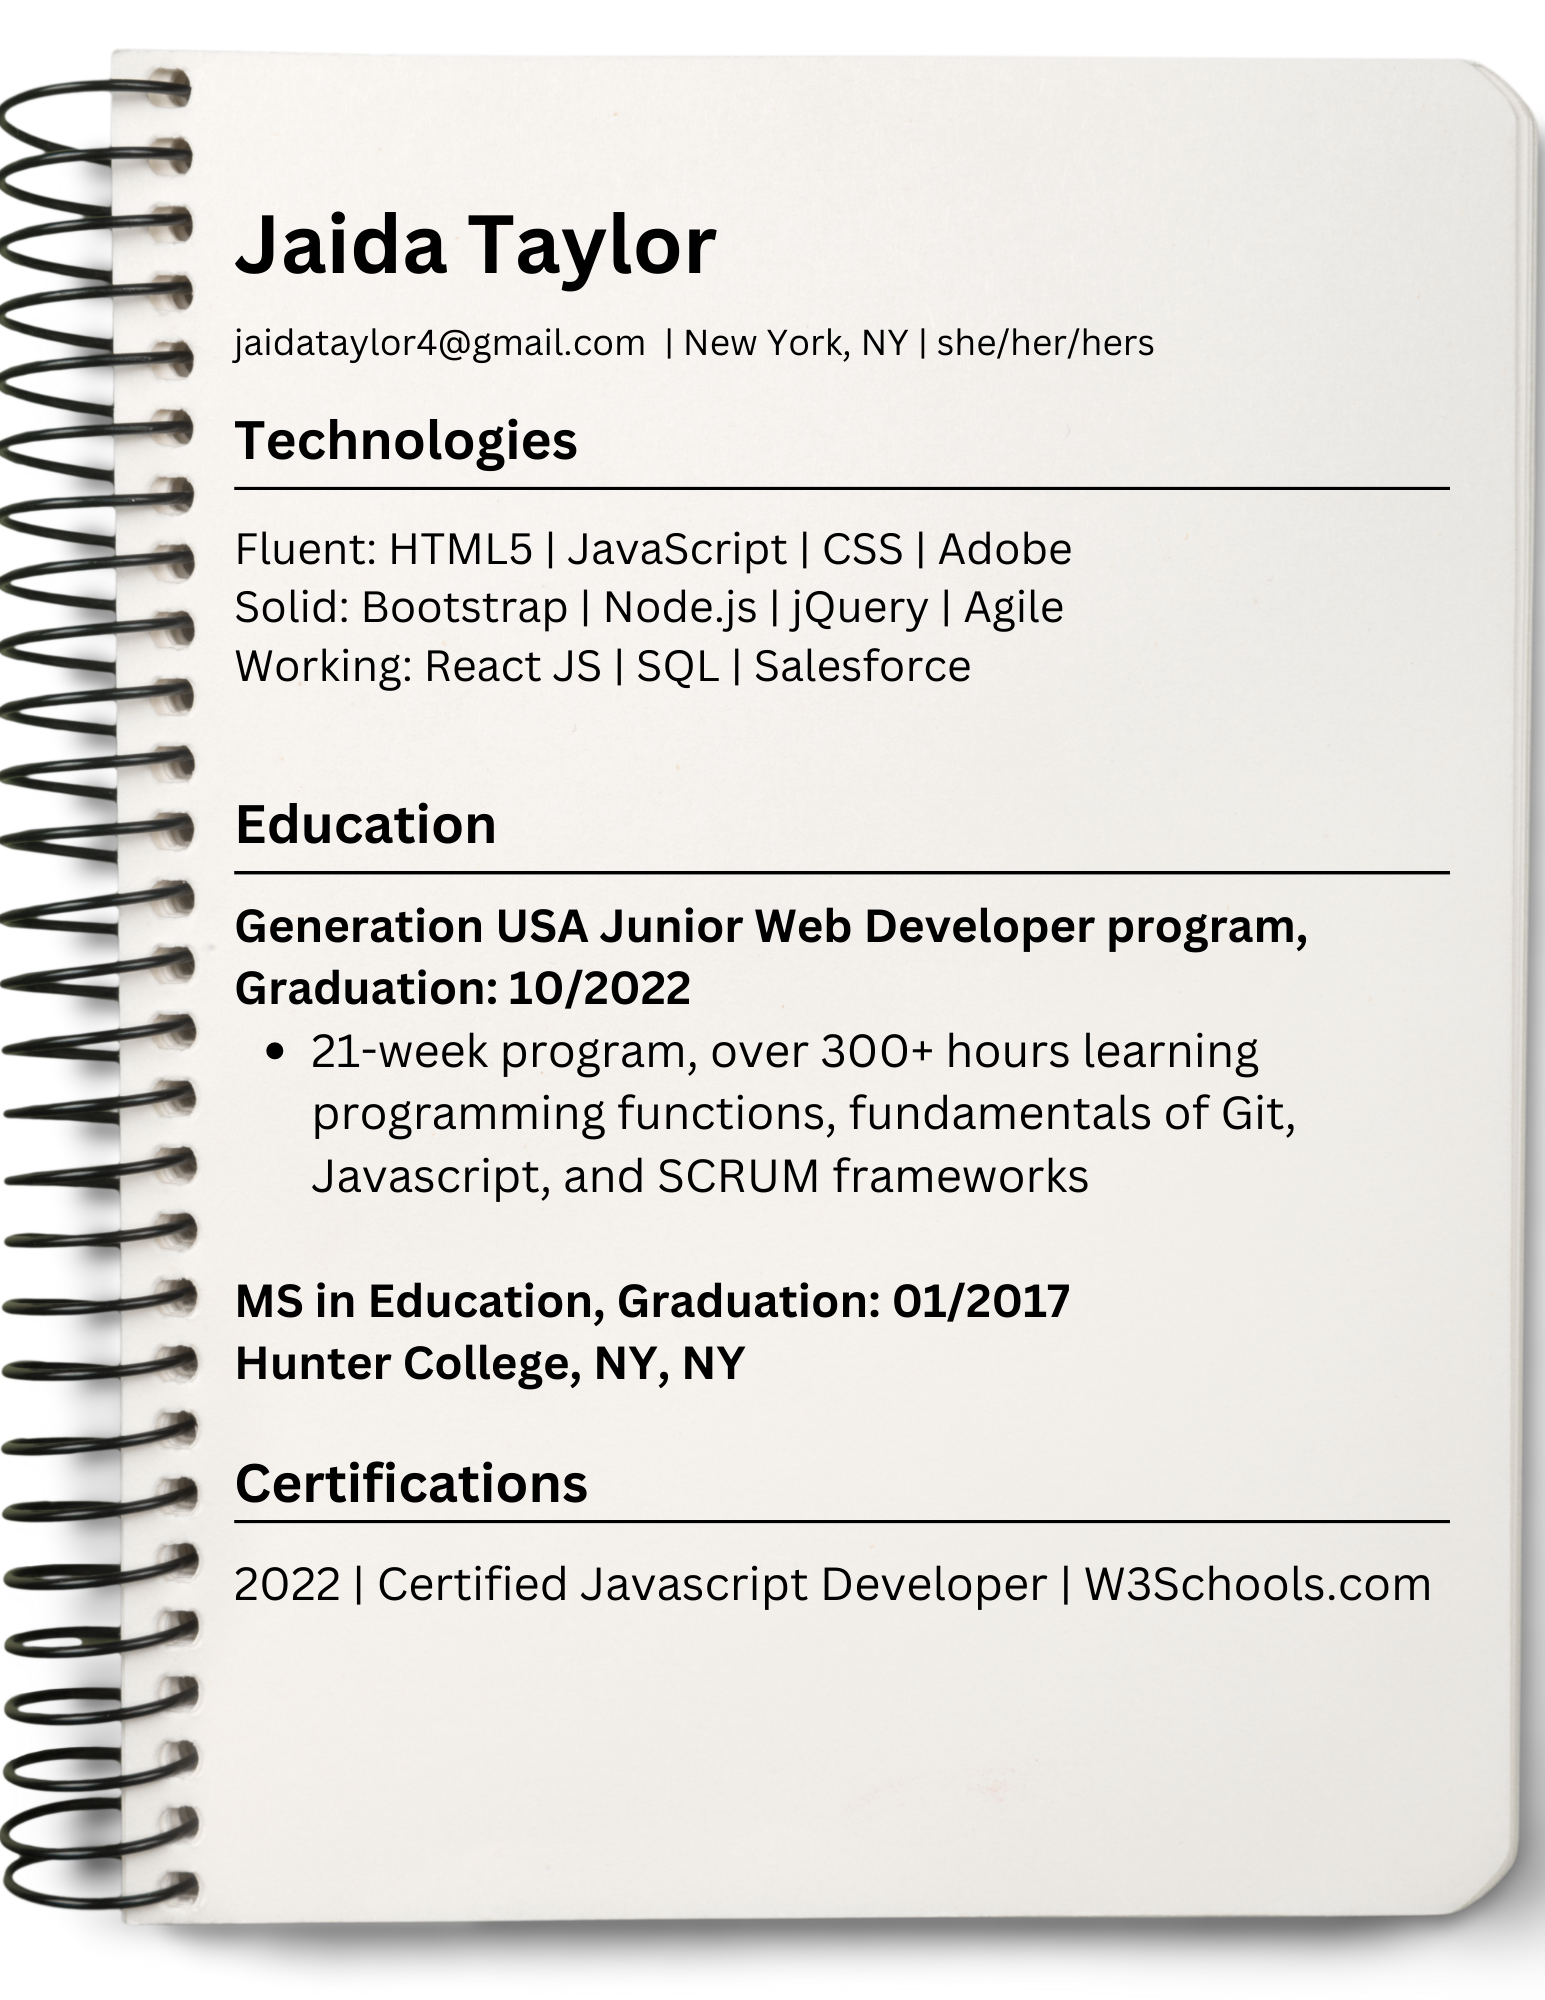 Jaida Taylor
jaidataylor4@gmail.com | New York, NY | she/her/hers
Technologies
Fluent: HTML5 | JavaScript | CSS | Adobe
Solid: Bootstrap | Node.js | jQuery | Agile
Working: React JS | SQL | Salesforce
Education
Generation USA Junior Web Developer program,
Graduation: 10/2022
• 21-week program, over 300+ hours learning
programming functions, fundamentals of Git,
Javascript, and SCRUM frameworks
MS in Education, Graduation: 01/2017
Hunter College, NY, NY
Certifications
2022 | Certified Javascript Developer | W3Schools.com